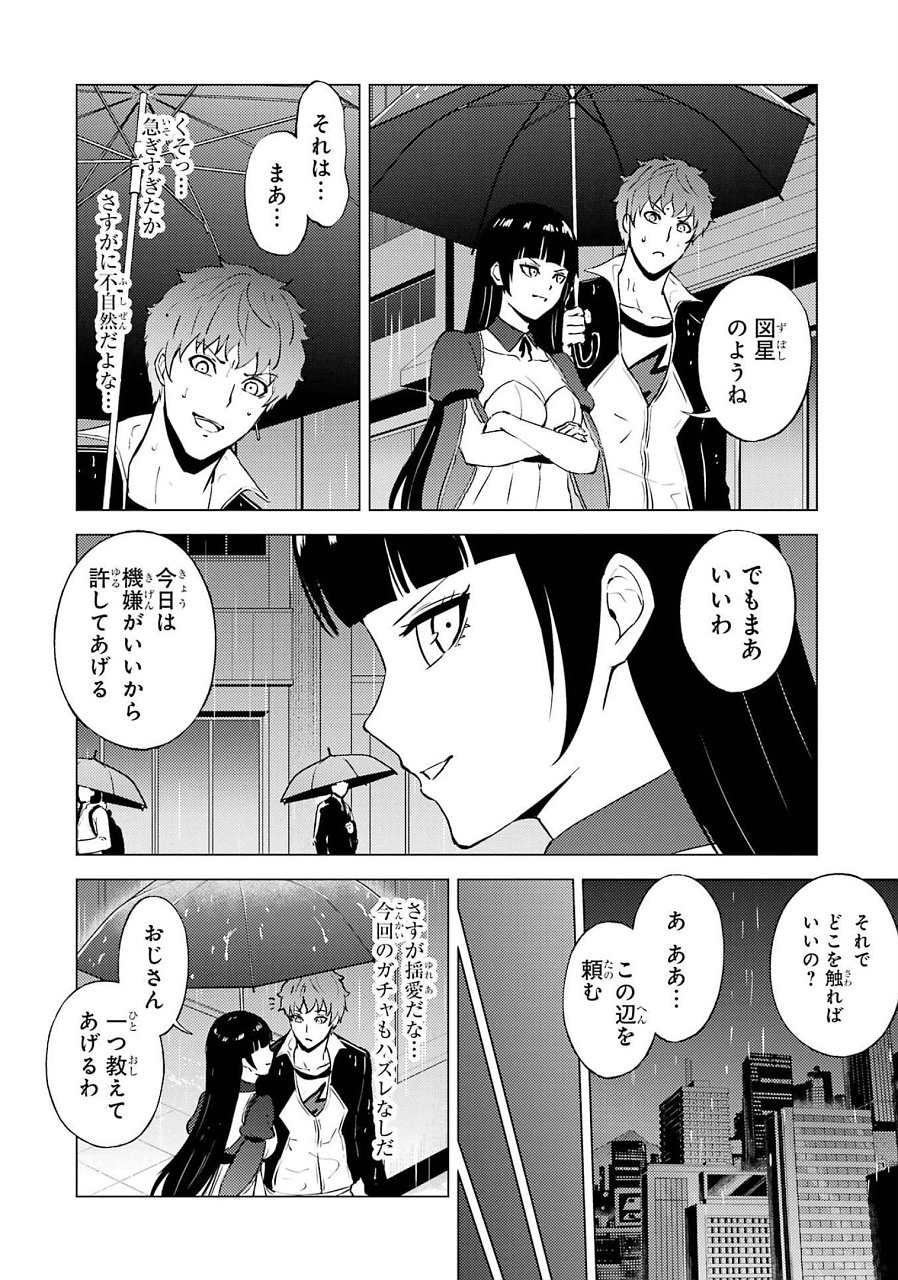 図星
のようね
それは…
まあ…
くそっ…
急ぎすぎたか
さすがに不自然だよな…
でもまあ
いいわ
今日は
機嫌がいいから
許してあげる
それで
どこを触れば
いいの?
あ ああ…
この辺を
頼む
さすが揺愛だな…
今回のガチャもハズレなしだ
おじさん
一つ教えて
あげるわ